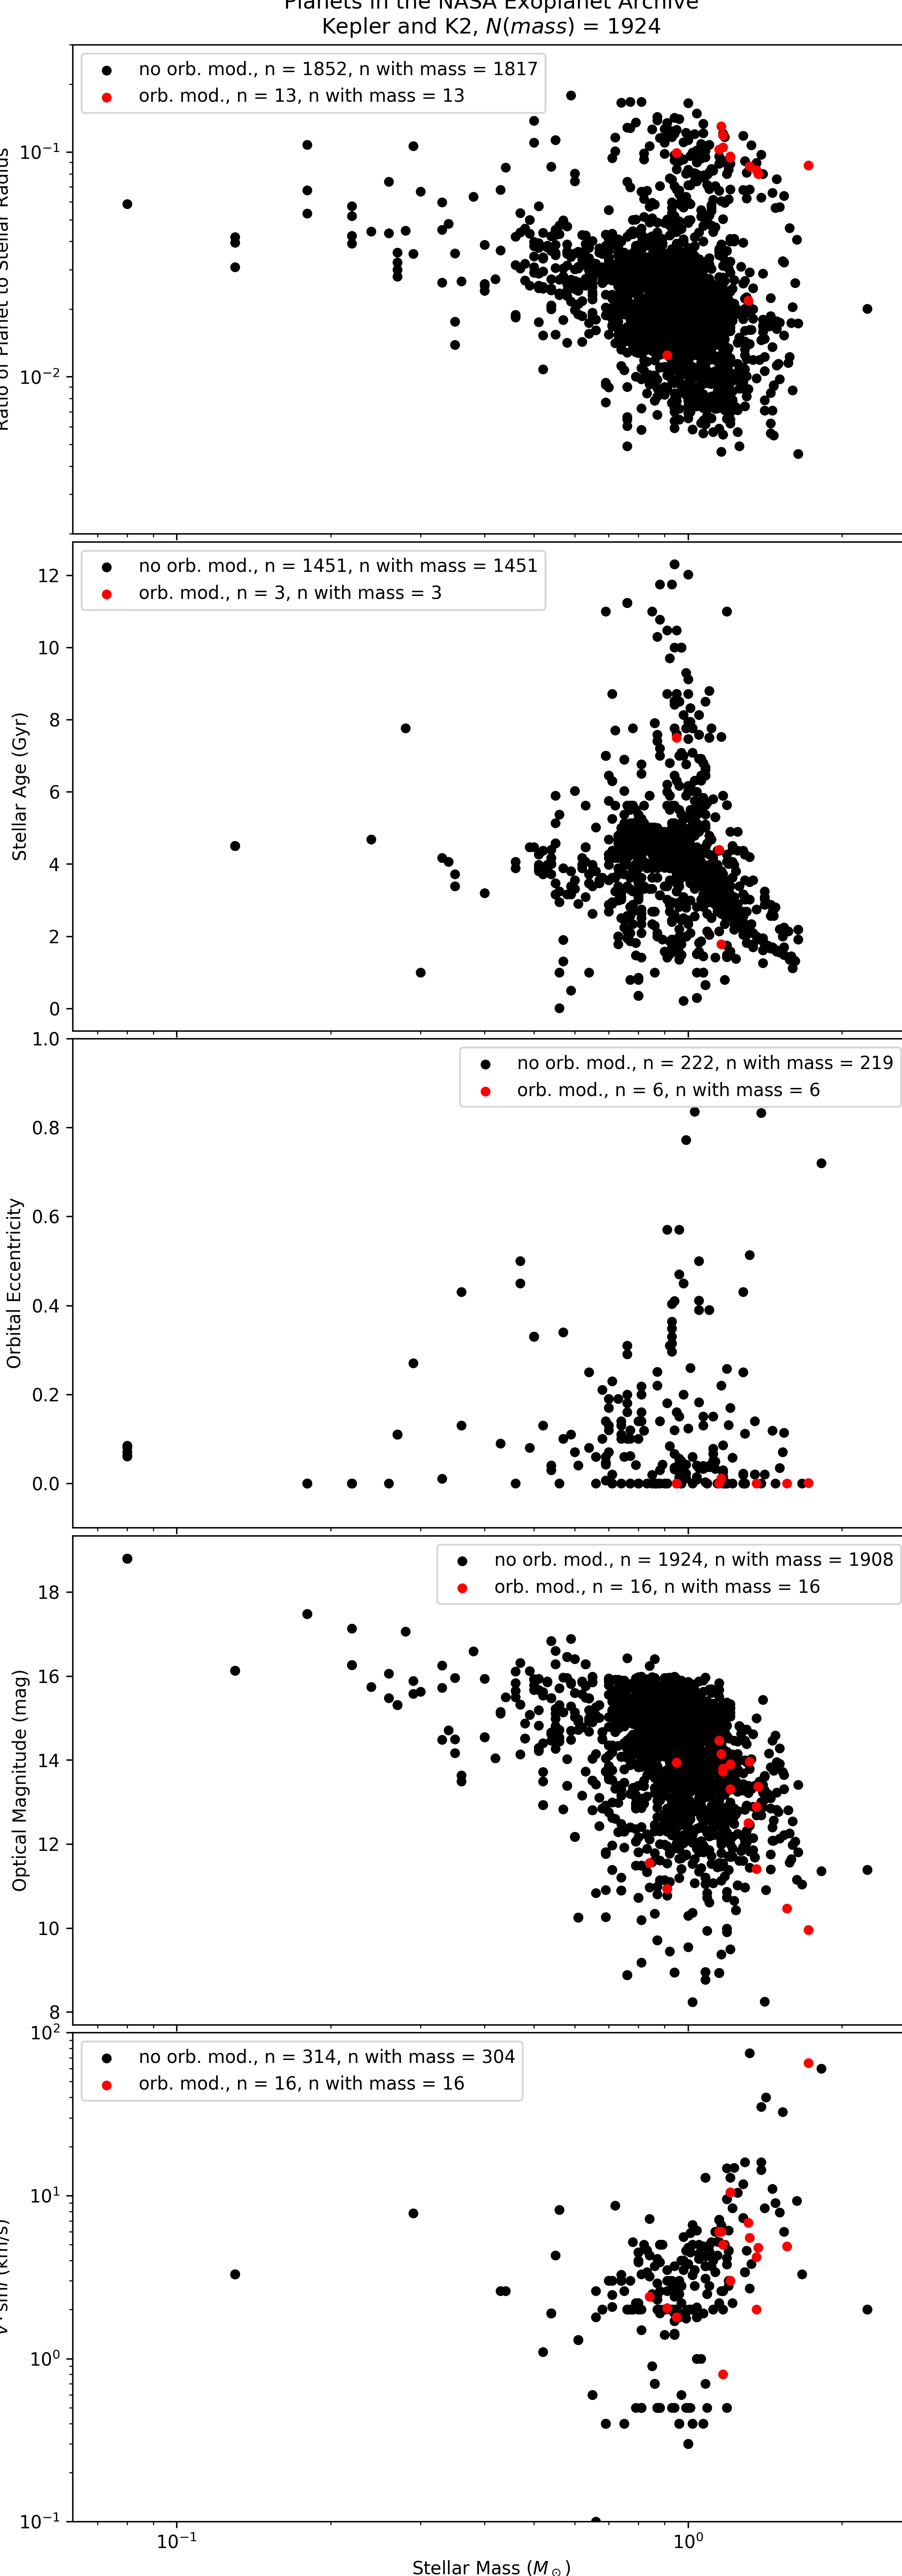 Planets in the NASA Exoplanet Archive
Kepler and K2, N(mass) = 1924
no orb. mod., n = 1852, n with mass = 1817
orb. mod., n = 13, n with mass = 13
10⁻¹
10⁻²
Ratio of Planet to Stellar Radius
no orb. mod., n = 1451, n with mass = 1451
orb. mod., n = 3, n with mass = 3
12
10
8
6
4
2
0
Stellar Age (Gyr)
no orb. mod., n = 222, n with mass = 219
orb. mod., n = 6, n with mass = 6
1.0
0.8
0.6
0.4
0.2
0.0
Orbital Eccentricity
no orb. mod., n = 1924, n with mass = 1908
orb. mod., n = 16, n with mass = 16
18
16
14
12
10
8
Optical Magnitude (mag)
no orb. mod., n = 314, n with mass = 304
orb. mod., n = 16, n with mass = 16
10²
10¹
10⁰
10⁻¹
v · sini (km/s)
10⁻¹
10⁰
Stellar Mass (M⊙)